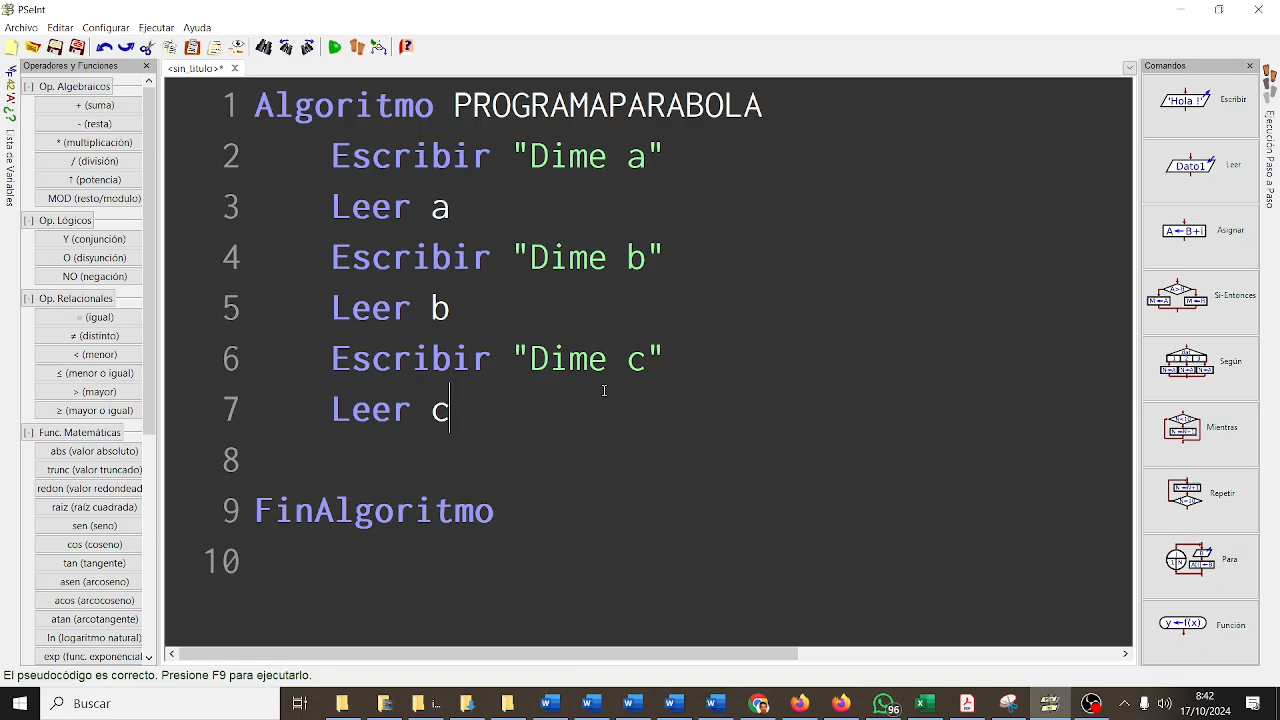 PSeInt
Archivo Editar Configurar Ejecutar Ayuda
Operadores y Funciones
<sin_titulo>*
Comandos
Lista de Variables
Op. Algebraicos
+ (suma)
- (resta)
* (multiplicación)
/ (división)
↑ (potencia)
MOD (resto/modulo)
Op. Lógicos
Y (conjunción)
O (disjunción)
NO (negación)
Op. Relacionales
= (igual)
≠ (distinto)
< (menor)
≤ (menor o igual)
> (mayor)
≥ (mayor o igual)
Func. Matemáticas
abs (valor absoluto)
trunc (valor truncado)
redon (valor redondead
raiz (raíz cuadrada)
sen (seno)
cos (coseno)
tan (tangente)
asen (arcoseno)
acos (arcocoseno)
atan (arcotangente)
ln (logaritmo natural)
exp (func. exponencial
1 Algoritmo PROGRAMAPARABOLA
2 Escribir "Dime a"
3 Leer a
4 Escribir "Dime b"
5 Leer b
6 Escribir "Dime c"
7 Leer c
8
9 FinAlgoritmo
10
'Hola !' Escribir
Dato1 Leer
A←B+i Asignar
Si-Entonces
Según
Mientras
Repetir
Para
y←f(x) Función
Ejecución Paso a Paso
El pseudocódigo es correcto. Presione F9 para ejecutarlo.
Buscar
96
8:42
17/10/2024